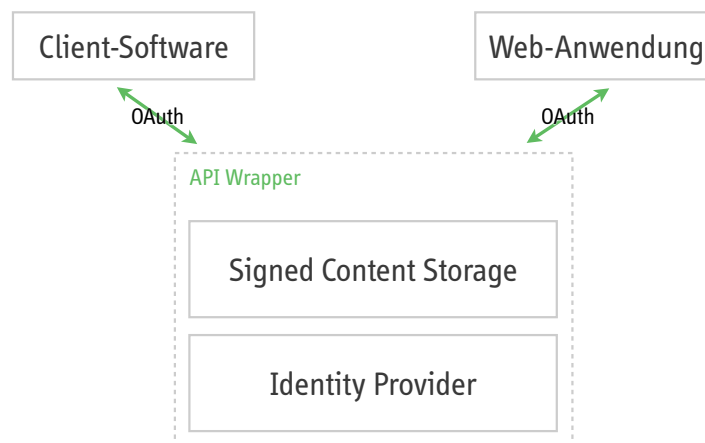 Client-Software
Web-Anwendung
OAuth
OAuth
API Wrapper
Signed Content Storage
Identity Provider